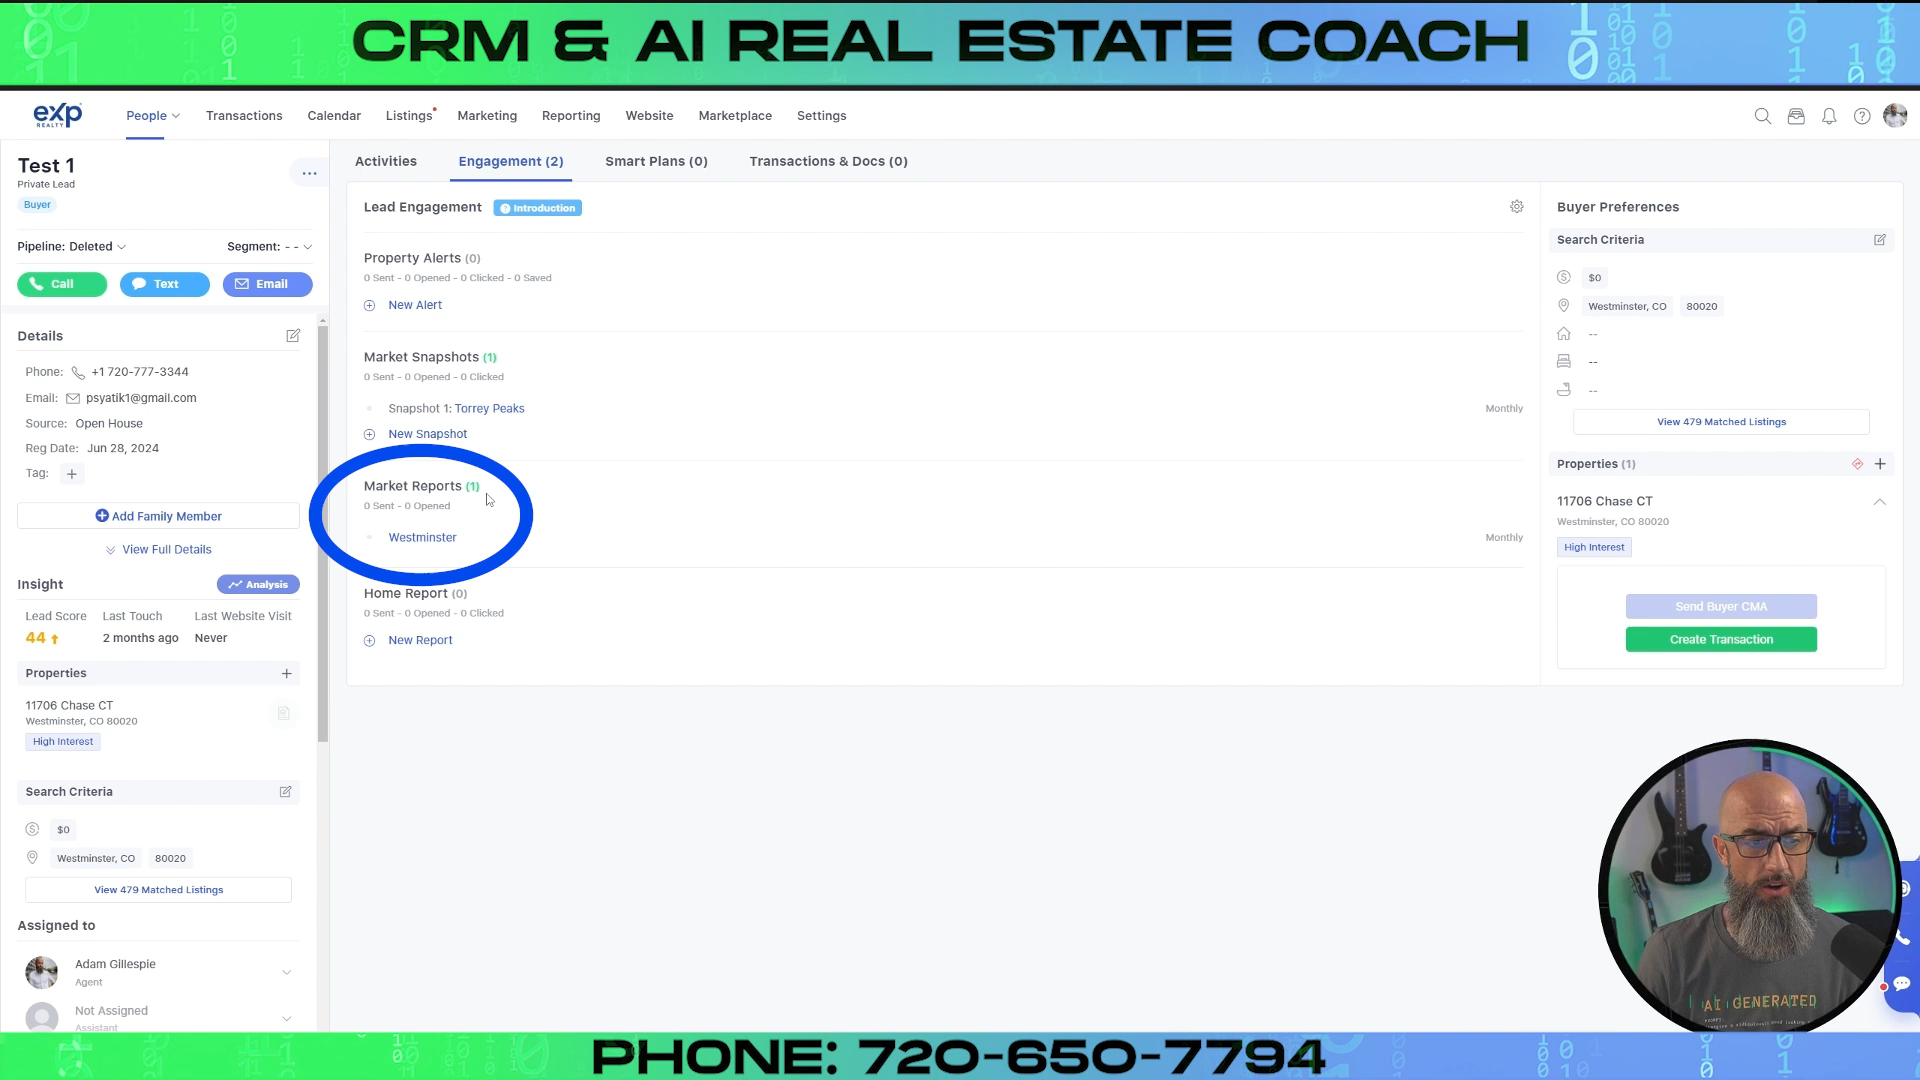 CRM & AI REAL ESTATE COACH
exp
REALTY
People
Transactions
Calendar
Listings
Marketing
Reporting
Website
Marketplace
Settings
Test 1
Private Lead
Buyer
Pipeline: Deleted
Segment: - -
Call
Text
Email
Details
Phone: +1 720-777-3344
Email: psyatik1@gmail.com
Source: Open House
Reg Date: Jun 28, 2024
Tag:
Add Family Member
View Full Details
Insight
Analysis
Lead Score
Last Touch
Last Website Visit
44
2 months ago
Never
Properties
11706 Chase CT
Westminster, CO 80020
High Interest
Search Criteria
$0
Westminster, CO
80020
View 479 Matched Listings
Assigned to
Adam Gillespie
Agent
Not Assigned
Assistant
Activities
Engagement (2)
Smart Plans (0)
Transactions & Docs (0)
Lead Engagement
Introduction
Property Alerts (0)
0 Sent - 0 Opened - 0 Clicked - 0 Saved
New Alert
Market Snapshots (1)
0 Sent - 0 Opened - 0 Clicked
Snapshot 1: Torrey Peaks
Monthly
New Snapshot
Market Reports (1)
0 Sent - 0 Opened
Westminster
Monthly
Home Report (0)
0 Sent - 0 Opened - 0 Clicked
New Report
Buyer Preferences
Search Criteria
$0
Westminster, CO
80020
--
--
--
View 479 Matched Listings
Properties (1)
11706 Chase CT
Westminster, CO 80020
High Interest
Send Buyer CMA
Create Transaction
AI GENERATED
PHONE: 720-650-7794